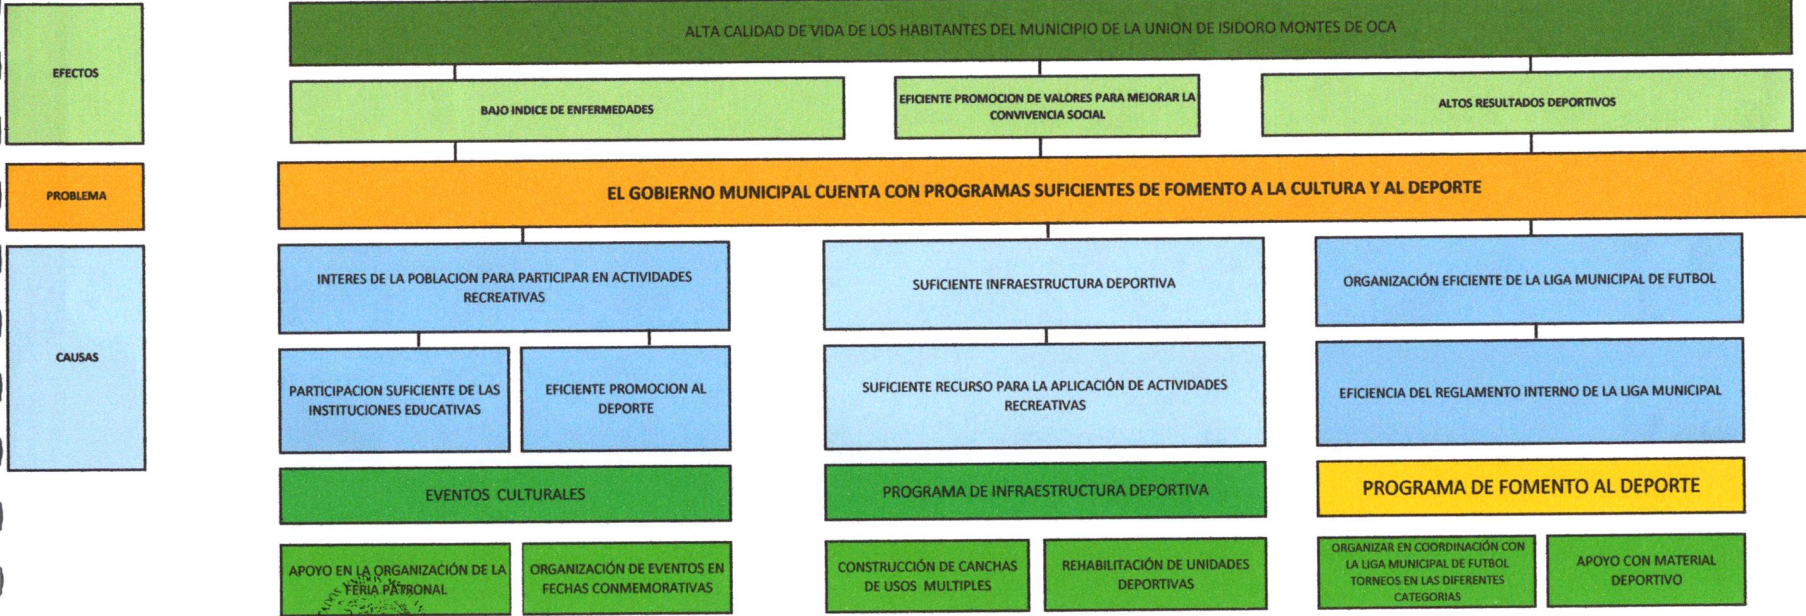 ALTA CALIDAD DE VIDA DE LOS HABITANTES DEL MUNICIPIO DE LA UNION DE ISIDORO MONTES DE OCA
EFECTOS
BAJO INDICE DE ENFERMEDADES
EFICIENTE PROMOCION DE VALORES PARA MEJORAR LA
CONVIVENCIA SOCIAL
ALTOS RESULTADOS DEPORTIVOS
PROBLEMA
EL GOBIERNO MUNICIPAL CUENTA CON PROGRAMAS SUFICIENTES DE FOMENTO A LA CULTURA Y AL DEPORTE
CAUSAS
INTERES DE LA POBLACION PARA PARTICIPAR EN ACTIVIDADES
RECREATIVAS
SUFICIENTE INFRAESTRUCTURA DEPORTIVA
ORGANIZACIÓN EFICIENTE DE LA LIGA MUNICIPAL DE FUTBOL
PARTICIPACION SUFICIENTE DE LAS
INSTITUCIONES EDUCATIVAS
EFICIENTE PROMOCION AL
DEPORTE
SUFICIENTE RECURSO PARA LA APLICACIÓN DE ACTIVIDADES
RECREATIVAS
EFICIENCIA DEL REGLAMENTO INTERNO DE LA LIGA MUNICIPAL
EVENTOS CULTURALES
PROGRAMA DE INFRAESTRUCTURA DEPORTIVA
PROGRAMA DE FOMENTO AL DEPORTE
APOYO EN LA ORGANIZACIÓN DE LA
FERIA PATRONAL
ORGANIZACIÓN DE EVENTOS EN
FECHAS CONMEMORATIVAS
CONSTRUCCIÓN DE CANCHAS
DE USOS MULTIPLES
REHABILITACIÓN DE UNIDADES
DEPORTIVAS
ORGANIZAR EN COORDINACIÓN CON
LA LIGA MUNICIPAL DE FUTBOL
TORNEOS EN LAS DIFERENTES
CATEGORIAS
APOYO CON MATERIAL
DEPORTIVO